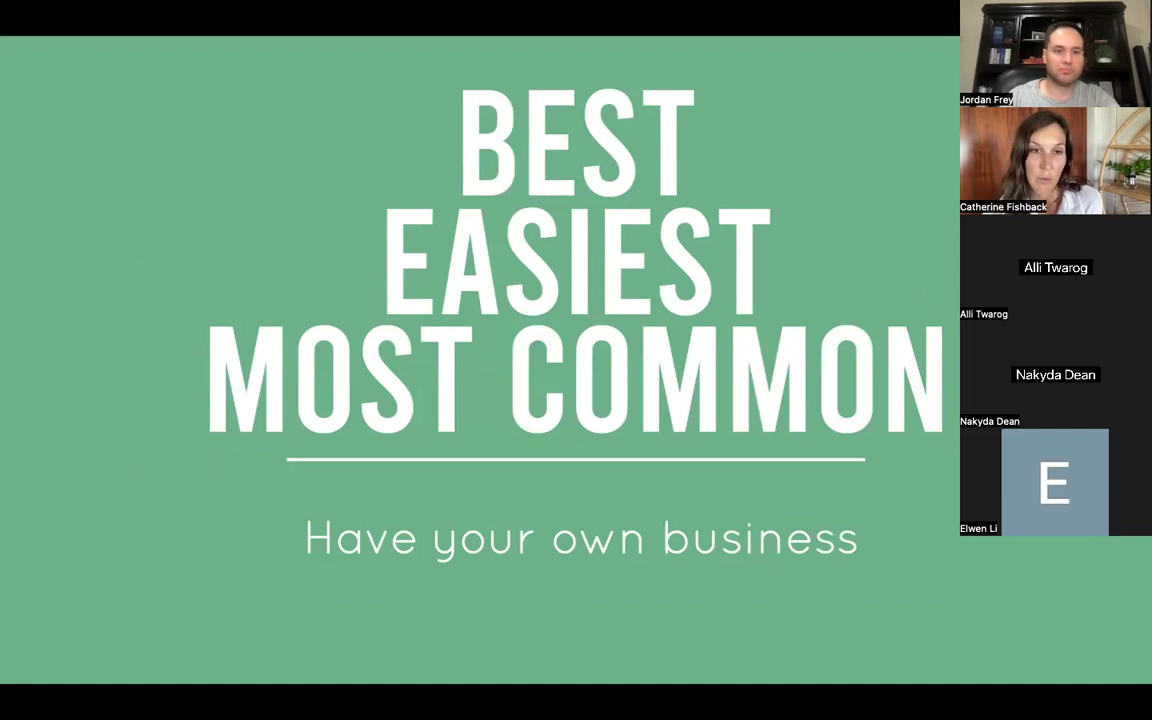 BEST
EASIEST
MOST COMMON
Have your own business
Jordan Frey
Catherine Fishback
Alli Twarog
Alli Twarog
Nakyda Dean
Nakyda Dean
E
Elwen Li